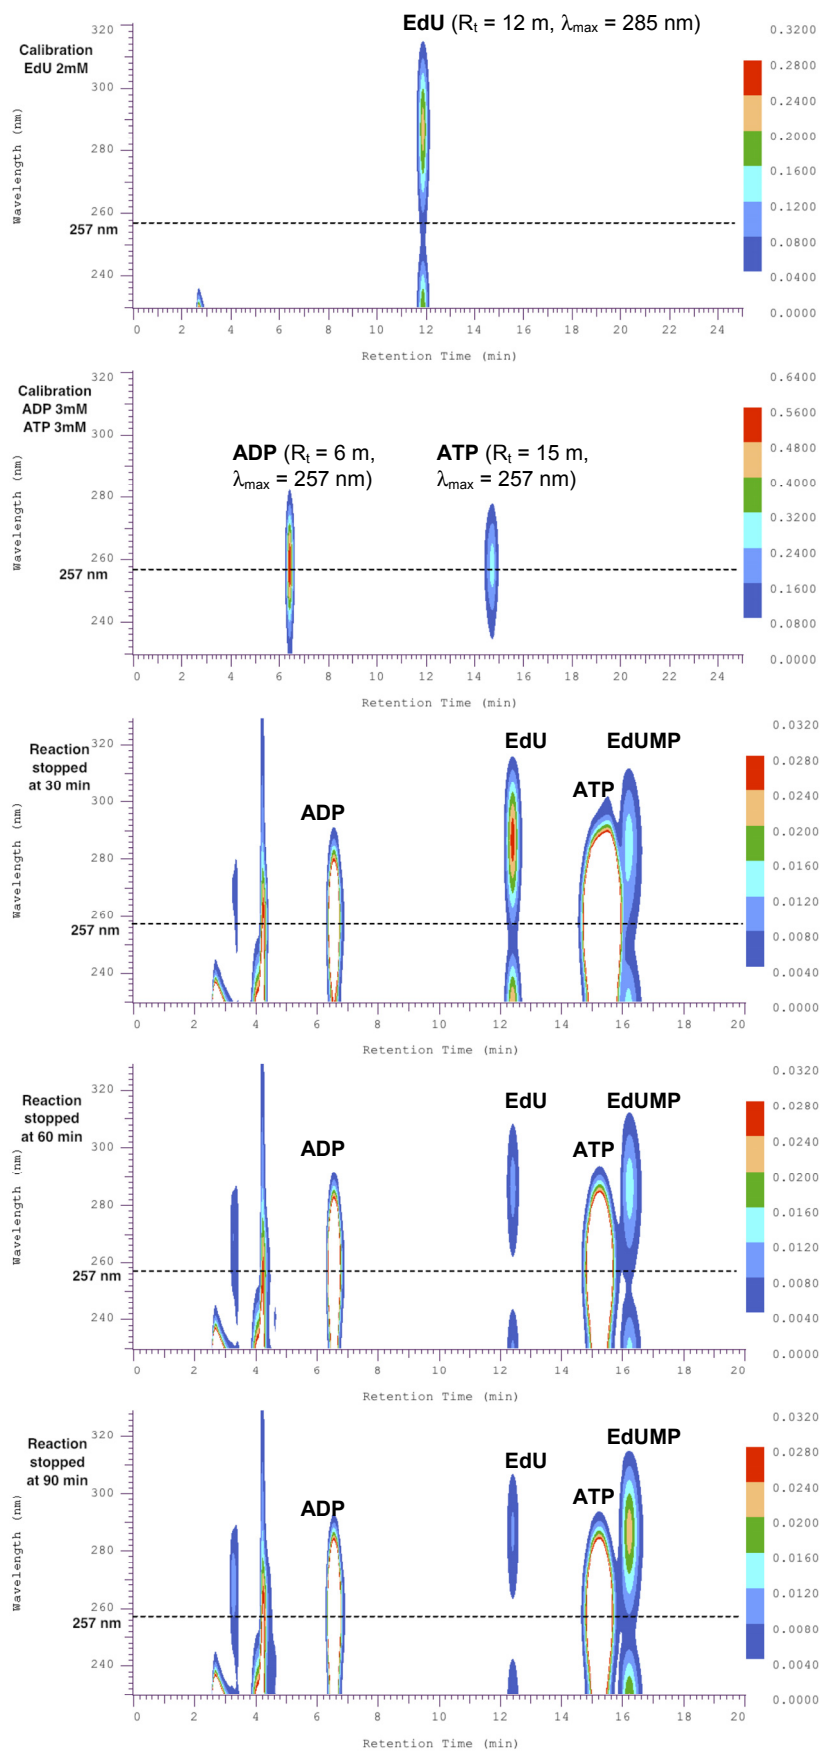 EdU (Rt = 12 m, λmax = 285 nm)
Calibration
EdU 2mM
Wavelength (nm)
320
300
280
260
257 nm
240
0 2 4 6 8 10 12 14 16 18 20 22 24
Retention Time (min)
0.3200
0.2800
0.2400
0.2000
0.1600
0.1200
0.0800
0.0400
0.0000
Calibration
ADP 3mM
ATP 3mM
Wavelength (nm)
320
300
280
260
257 nm
240
ADP (Rt = 6 m,
λmax = 257 nm)
ATP (Rt = 15 m,
λmax = 257 nm)
0 2 4 6 8 10 12 14 16 18 20 22 24
Retention Time (min)
0.6400
0.5600
0.4800
0.4000
0.3200
0.2400
0.1600
0.0800
0.0000
Reaction
stopped
at 30 min
Wavelength (nm)
320
300
280
260
257 nm
240
ADP
EdU
ATP
EdUMP
0 2 4 6 8 10 12 14 16 18 20
Retention Time (min)
0.0320
0.0280
0.0240
0.0200
0.0160
0.0120
0.0080
0.0040
0.0000
Reaction
stopped
at 60 min
Wavelength (nm)
320
300
280
260
257 nm
240
ADP
EdU
ATP
EdUMP
0 2 4 6 8 10 12 14 16 18 20
Retention Time (min)
0.0320
0.0280
0.0240
0.0200
0.0160
0.0120
0.0080
0.0040
0.0000
Reaction
stopped
at 90 min
Wavelength (nm)
320
300
280
260
257 nm
240
ADP
EdU
ATP
EdUMP
0 2 4 6 8 10 12 14 16 18 20
Retention Time (min)
0.0320
0.0280
0.0240
0.0200
0.0160
0.0120
0.0080
0.0040
0.0000